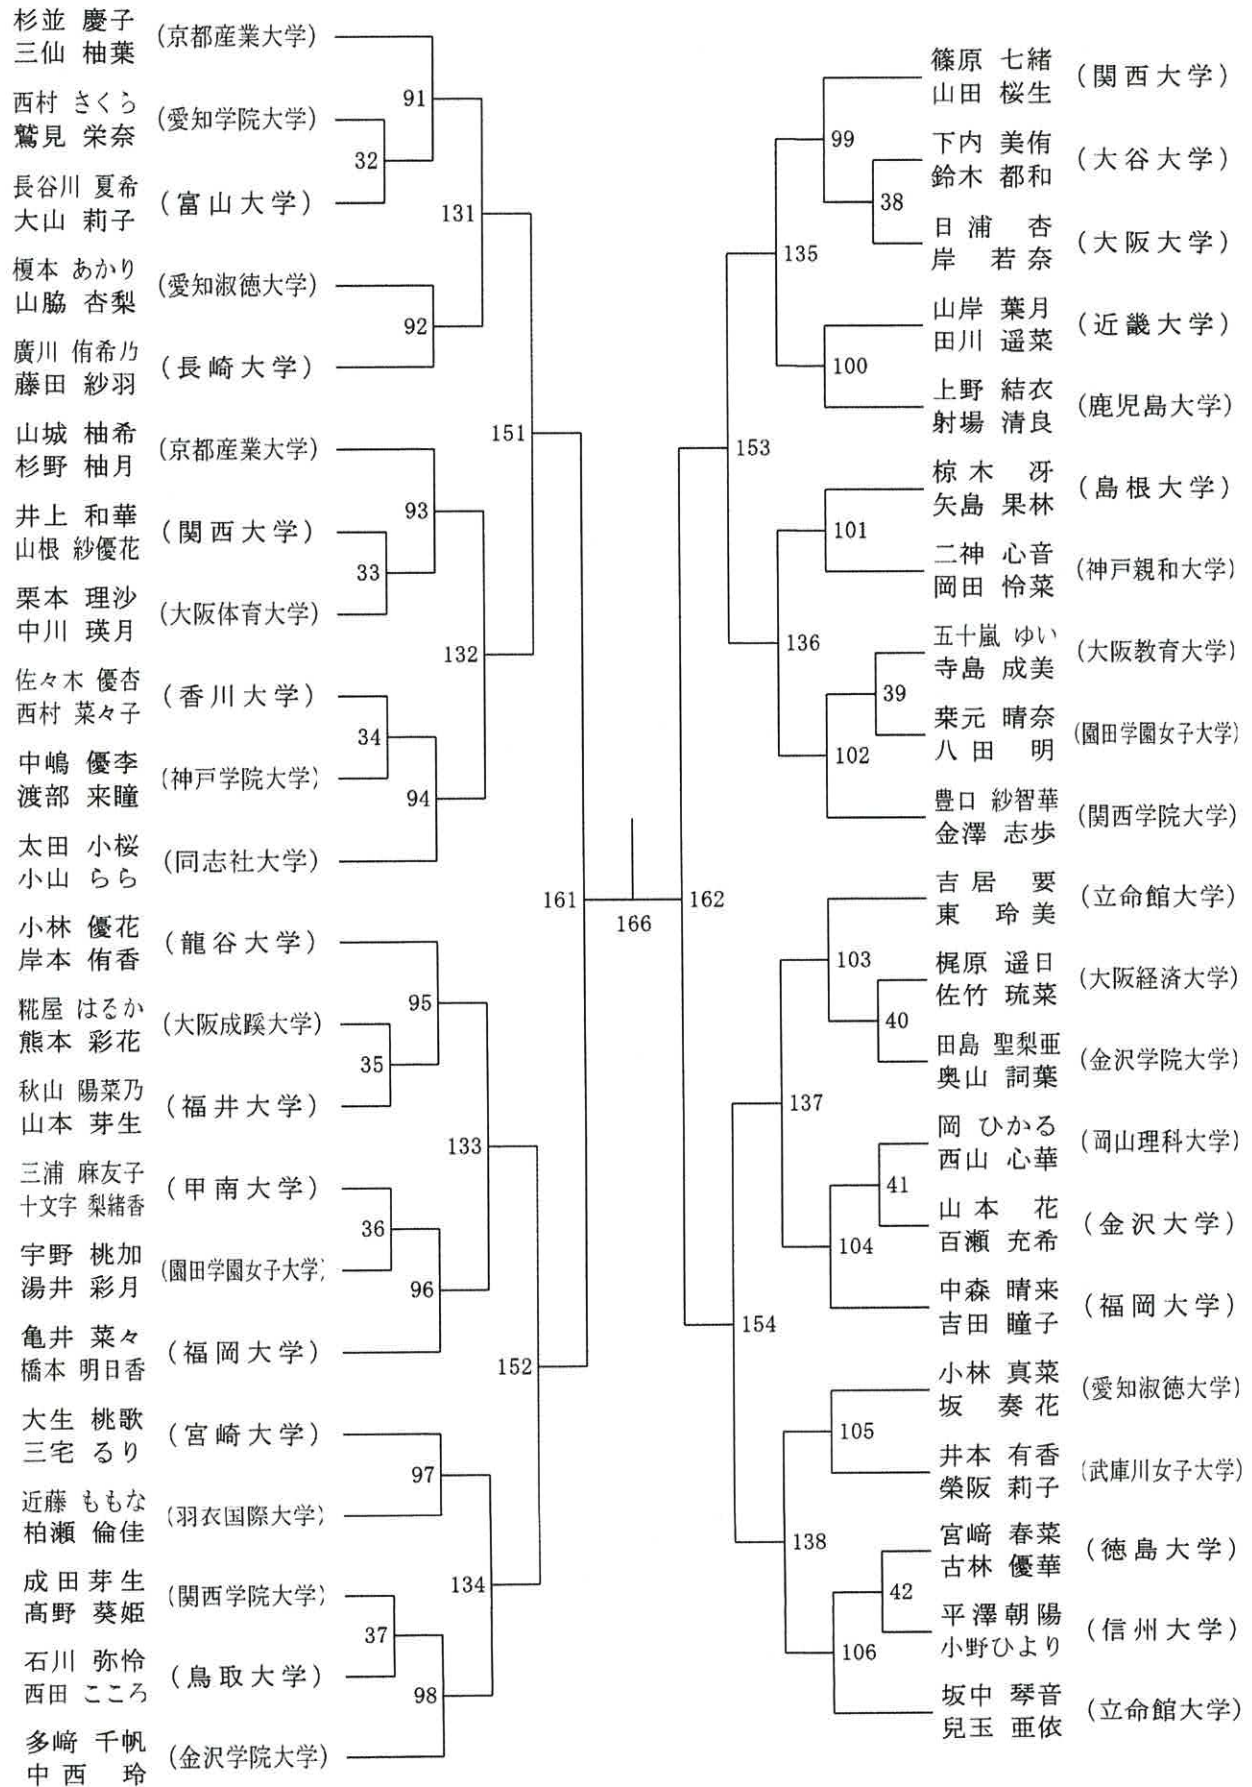 杉並 慶子
三仙 柚葉
(京都産業大学)
西村 さくら
鷲見 栄奈
(愛知学院大学)
長谷川 夏希
大山 莉子
(富山大学)
榎本 あかり
山脇 杏梨
(愛知淑徳大学)
廣川 侑希乃
藤田 紗羽
(長崎大学)
山城 柚希
杉野 柚月
(京都産業大学)
井上 和華
山根 紗優花
(関西大学)
栗本 理沙
中川 瑛月
(大阪体育大学)
佐々木 優杏
西村 菜々子
(香川大学)
中嶋 優李
渡部 来瞳
(神戸学院大学)
太田 小桜
小山 らら
(同志社大学)
小林 優花
岸本 侑香
(龍谷大学)
糀屋 はるか
熊本 彩花
(大阪成蹊大学)
秋山 陽菜乃
山本 芽生
(福井大学)
三浦 麻友子
十文字 梨緒香
(甲南大学)
宇野 桃加
湯井 彩月
(園田学園女子大学)
亀井 菜々
橋本 明日香
(福岡大学)
大生 桃歌
三宅 るり
(宮崎大学)
近藤 ももな
柏瀬 倫佳
(羽衣国際大学)
成田 芽生
髙野 葵姫
(関西学院大学)
石川 弥怜
西田 こころ
(鳥取大学)
多﨑 千帆
中西 玲
(金沢学院大学)
32
33
34
35
36
37
91
92
93
94
95
96
97
98
131
132
133
134
151
152
161
166
162
153
154
135
136
137
138
99
100
101
102
103
104
105
106
38
39
40
41
42
篠原 七緒
山田 桜生
(関西大学)
下内 美侑
鈴木 都和
(大谷大学)
日浦 杏
岸 若奈
(大阪大学)
山岸 葉月
田川 遥菜
(近畿大学)
上野 結衣
射場 清良
(鹿児島大学)
椋木 冴
矢島 果林
(島根大学)
二神 心音
岡田 怜菜
(神戸親和大学)
五十嵐 ゆい
寺島 成美
(大阪教育大学)
桒元 晴奈
八田 明
(園田学園女子大学)
豊口 紗智華
金澤 志歩
(関西学院大学)
吉居 要
東 玲美
(立命館大学)
梶原 遥日
佐竹 琉菜
(大阪経済大学)
田島 聖梨亜
奥山 詞葉
(金沢学院大学)
岡 ひかる
西山 心華
(岡山理科大学)
山本 花
百瀬 充希
(金沢大学)
中森 晴来
吉田 瞳子
(福岡大学)
小林 真菜
坂 奏花
(愛知淑徳大学)
井本 有香
榮阪 莉子
(武庫川女子大学)
宮﨑 春菜
古林 優華
(徳島大学)
平澤 朝陽
小野 ひより
(信州大学)
坂中 琴音
兒玉 亜依
(立命館大学)